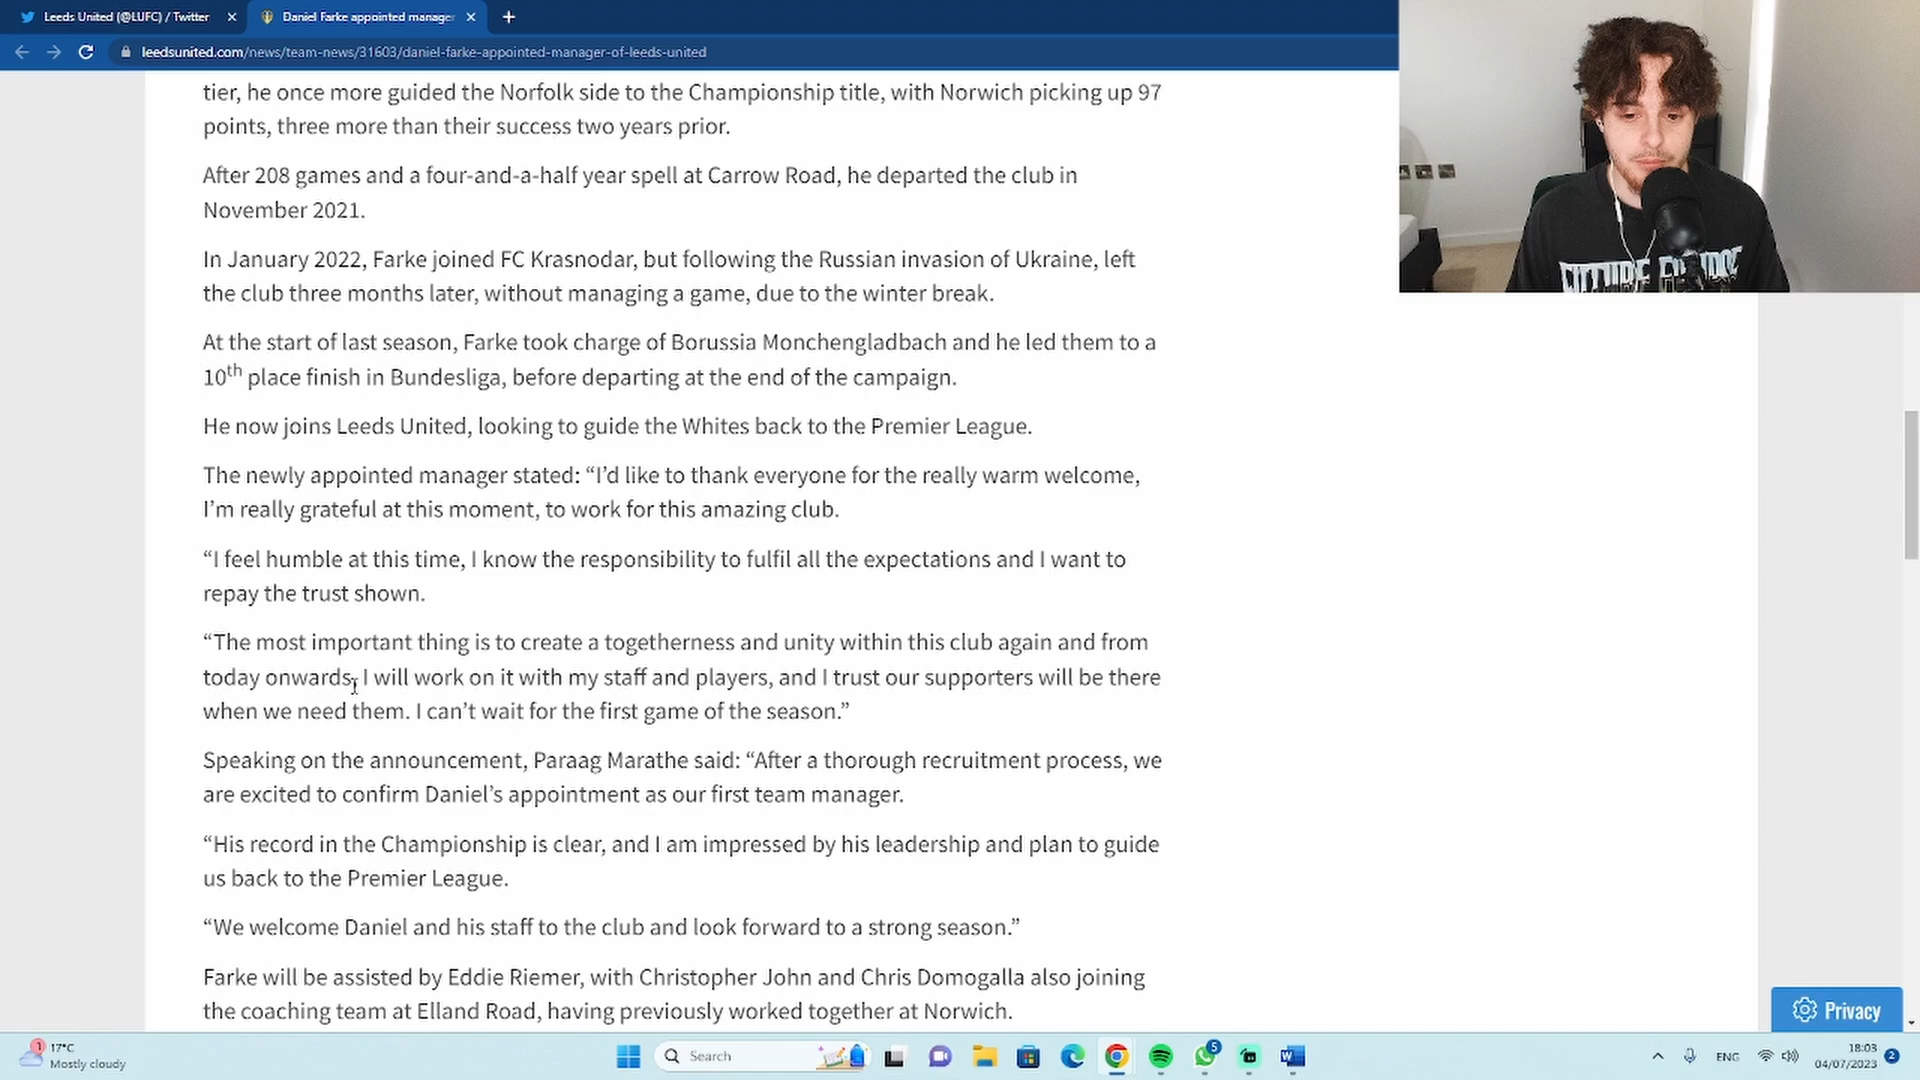 Leeds United (@LUFC) / Twitter
Daniel Farke appointed manager
leedsunited.com/news/team-news/31603/daniel-farke-appointed-manager-of-leeds-united
tier, he once more guided the Norfolk side to the Championship title, with Norwich picking up 97
points, three more than their success two years prior.
After 208 games and a four-and-a-half year spell at Carrow Road, he departed the club in
November 2021.
In January 2022, Farke joined FC Krasnodar, but following the Russian invasion of Ukraine, left
the club three months later, without managing a game, due to the winter break.
At the start of last season, Farke took charge of Borussia Monchengladbach and he led them to a
10th place finish in Bundesliga, before departing at the end of the campaign.
He now joins Leeds United, looking to guide the Whites back to the Premier League.
The newly appointed manager stated: “I’d like to thank everyone for the really warm welcome,
I’m really grateful at this moment, to work for this amazing club.
“I feel humble at this time, I know the responsibility to fulfil all the expectations and I want to
repay the trust shown.
“The most important thing is to create a togetherness and unity within this club again and from
today onwards, I will work on it with my staff and players, and I trust our supporters will be there
when we need them. I can’t wait for the first game of the season.”
Speaking on the announcement, Paraag Marathe said: “After a thorough recruitment process, we
are excited to confirm Daniel’s appointment as our first team manager.
“His record in the Championship is clear, and I am impressed by his leadership and plan to guide
us back to the Premier League.
“We welcome Daniel and his staff to the club and look forward to a strong season.”
Farke will be assisted by Eddie Riemer, with Christopher John and Chris Domogalla also joining
the coaching team at Elland Road, having previously worked together at Norwich.
Privacy
1
17°C
Mostly cloudy
Search
5
ENG
18:03
04/07/2023
2